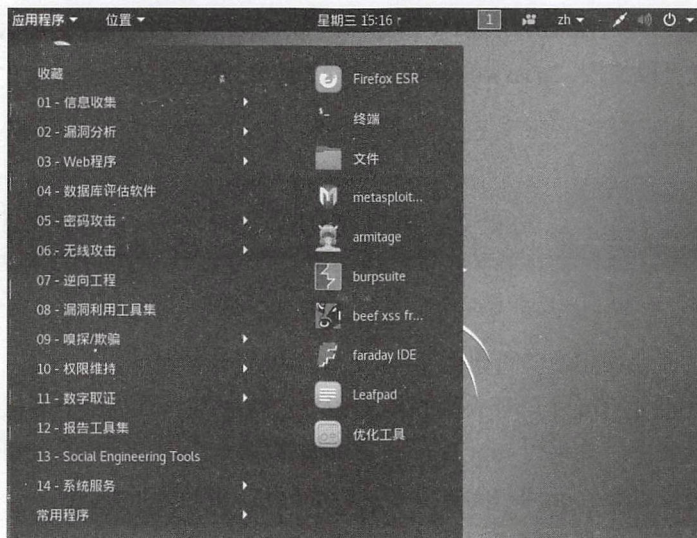 应用程序 位置 星期三 15:16 1 zh
收藏
01 - 信息收集
02 - 漏洞分析
03 - Web程序
04 - 数据库评估软件
05 - 密码攻击
06 - 无线攻击
07 - 逆向工程
08 - 漏洞利用工具集
09 - 嗅探/欺骗
10 - 权限维持
11 - 数字取证
12 - 报告工具集
13 - Social Engineering Tools
14 - 系统服务
常用程序
Firefox ESR
终端
文件
metasploit...
armitage
burpsuite
beef xss fr...
faraday IDE
Leafpad
优化工具